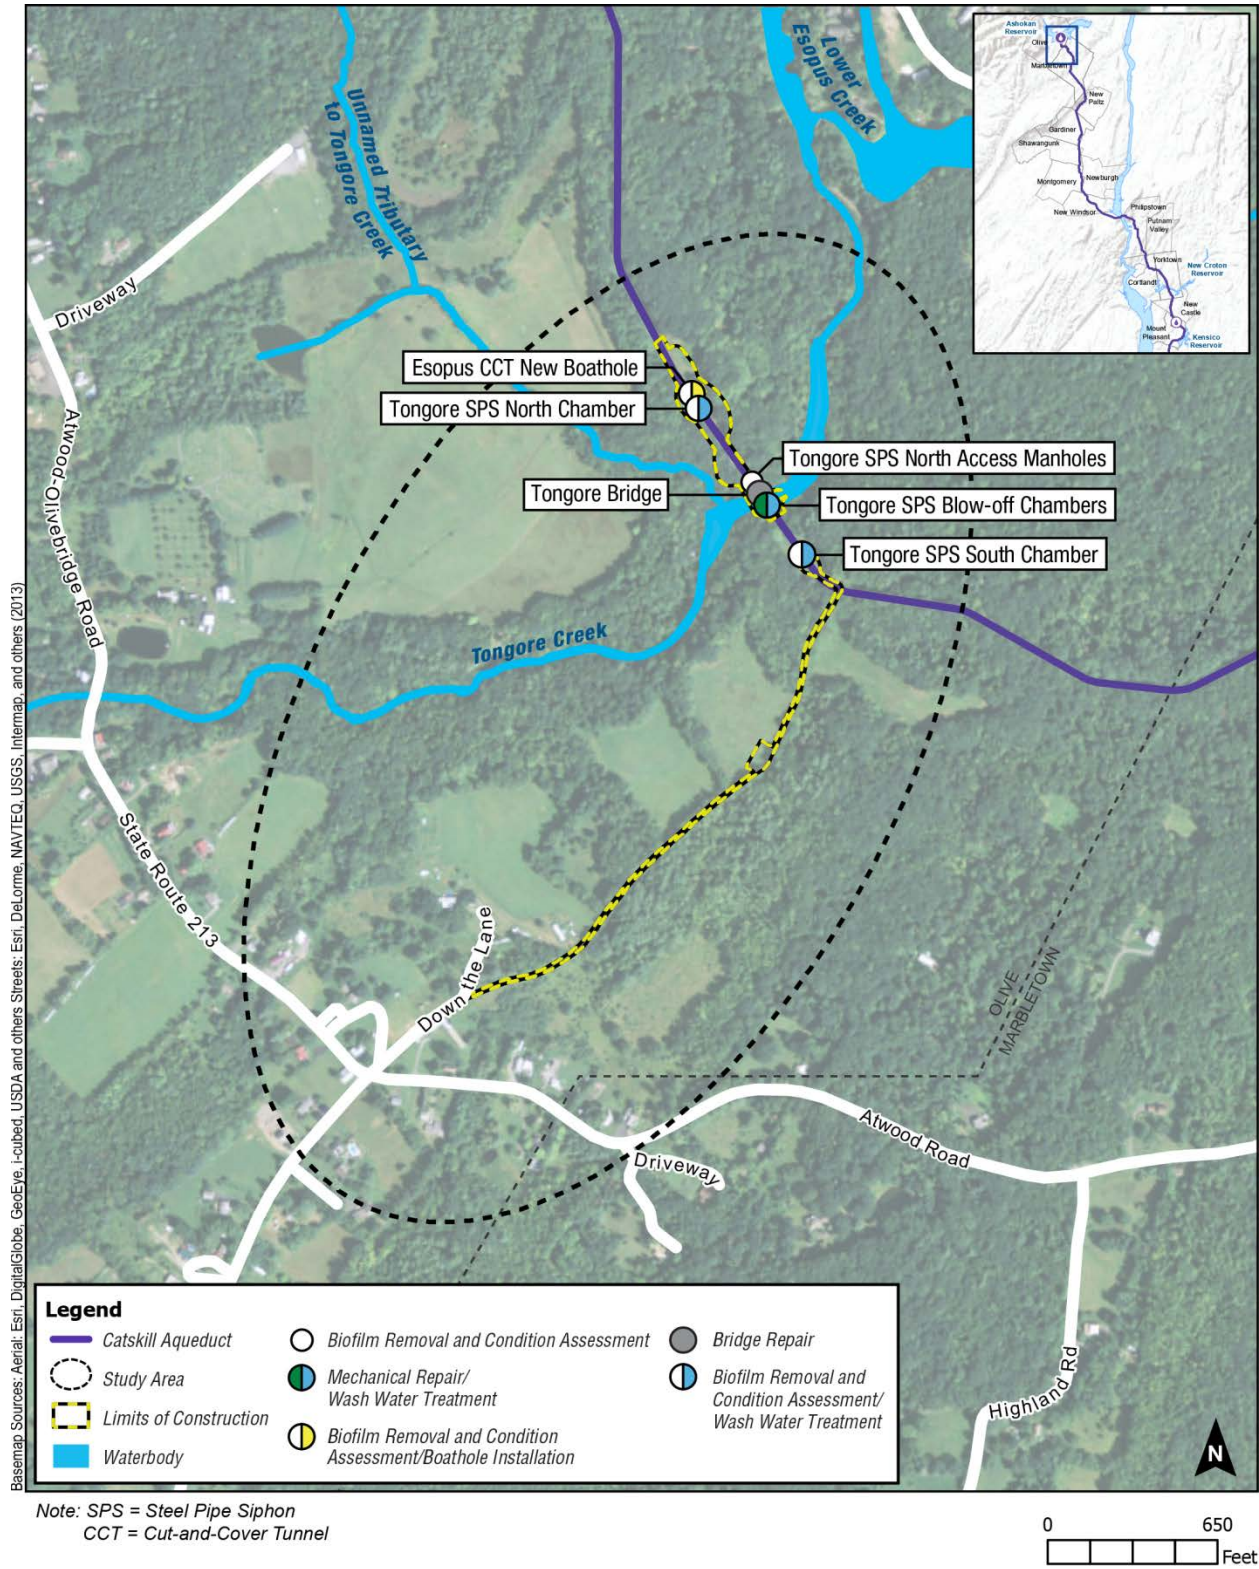 Unnamed Tributary
to Tongore Creek
Lower
Esopus Creek
Ashokan
Reservoir
Olive
Marbletown
New
Paltz
Gardiner
Shawangunk
Montgomery
Newburgh
New Windsor
Philipstown
Putnam
Valley
Yorktown
New Croton
Reservoir
Cortlandt
New
Castle
Mount
Pleasant
Kensico
Reservoir
Driveway
Esopus CCT New Boathole
Tongore SPS North Chamber
Tongore SPS North Access Manholes
Tongore Bridge
Tongore SPS Blow-off Chambers
Tongore SPS South Chamber
Atwood-Olivebridge Road
Tongore Creek
State Route 213
Down the Lane
OLIVE
MARBLETOWN
Atwood Road
Driveway
Highland Rd
Basemap Sources: Aerial: Esri, DigitalGlobe, GeoEye, i-cubed, USDA and others Streets: Esri, DeLorme, NAVTEQ, USGS, Intermap, and others (2013)
Legend
Catskill Aqueduct
Study Area
Limits of Construction
Waterbody
Biofilm Removal and Condition Assessment
Mechanical Repair/
Wash Water Treatment
Biofilm Removal and Condition
Assessment/Boathole Installation
Bridge Repair
Biofilm Removal and
Condition Assessment/
Wash Water Treatment
N
Note: SPS = Steel Pipe Siphon
CCT = Cut-and-Cover Tunnel
0 650
Feet